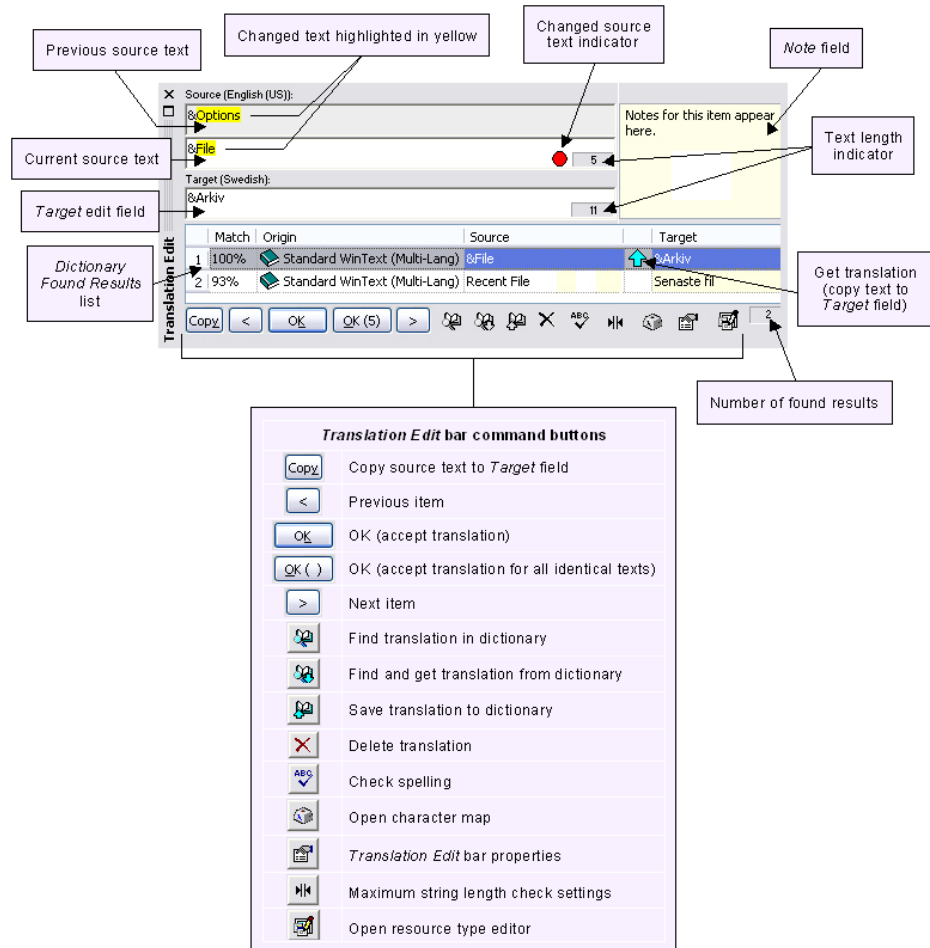 Previous source text
Changed text highlighted in yellow
Changed source
text indicator
Note field
Source (English (US)):
&Options
Notes for this item appear
here.
Current source text
&File
5
Text length
indicator
Target (Swedish):
&Arkiv
11
Target edit field
Match Origin Source Target
1 100% Standard WinText (Multi-Lang) &File &Arkiv
2 93% Standard WinText (Multi-Lang) Recent File Senaste fil
Dictionary
Found Results
list
Get translation
(copy text to
Target field)
Translation Edit
Copy < OK OK (5) > ABC 2
Number of found results
Translation Edit bar command buttons
Copy Copy source text to Target field
< Previous item
OK OK (accept translation)
OK ( ) OK (accept translation for all identical texts)
> Next item
Find translation in dictionary
Find and get translation from dictionary
Save translation to dictionary
Delete translation
ABC Check spelling
Open character map
Translation Edit bar properties
Maximum string length check settings
Open resource type editor